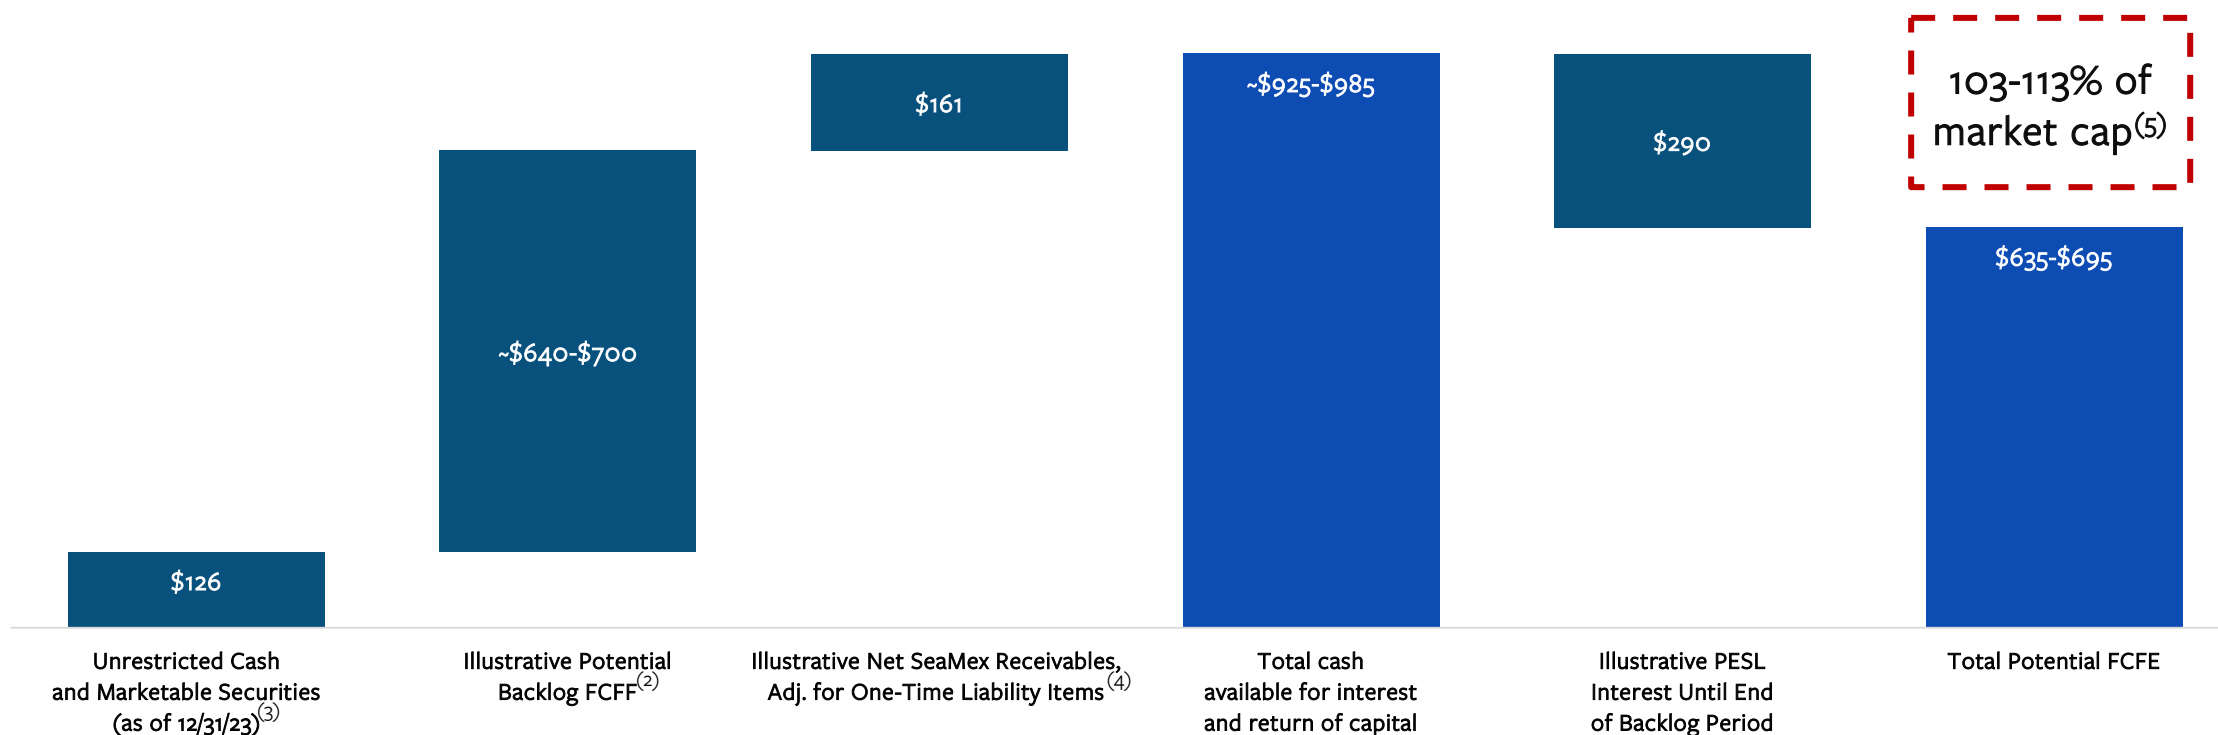 $126
~$640-$700
$161
~$925-$985
$290
103-113% of
market cap(5)
$635-$695
Unrestricted Cash
and Marketable Securities
(as of 12/31/23)(3)
Illustrative Potential
Backlog FCFF(2)
Illustrative Net SeaMex Receivables,
Adj. for One-Time Liability Items (4)
Total cash
available for interest
and return of capital
Illustrative PESL
Interest Until End
of Backlog Period
Total Potential FCFE